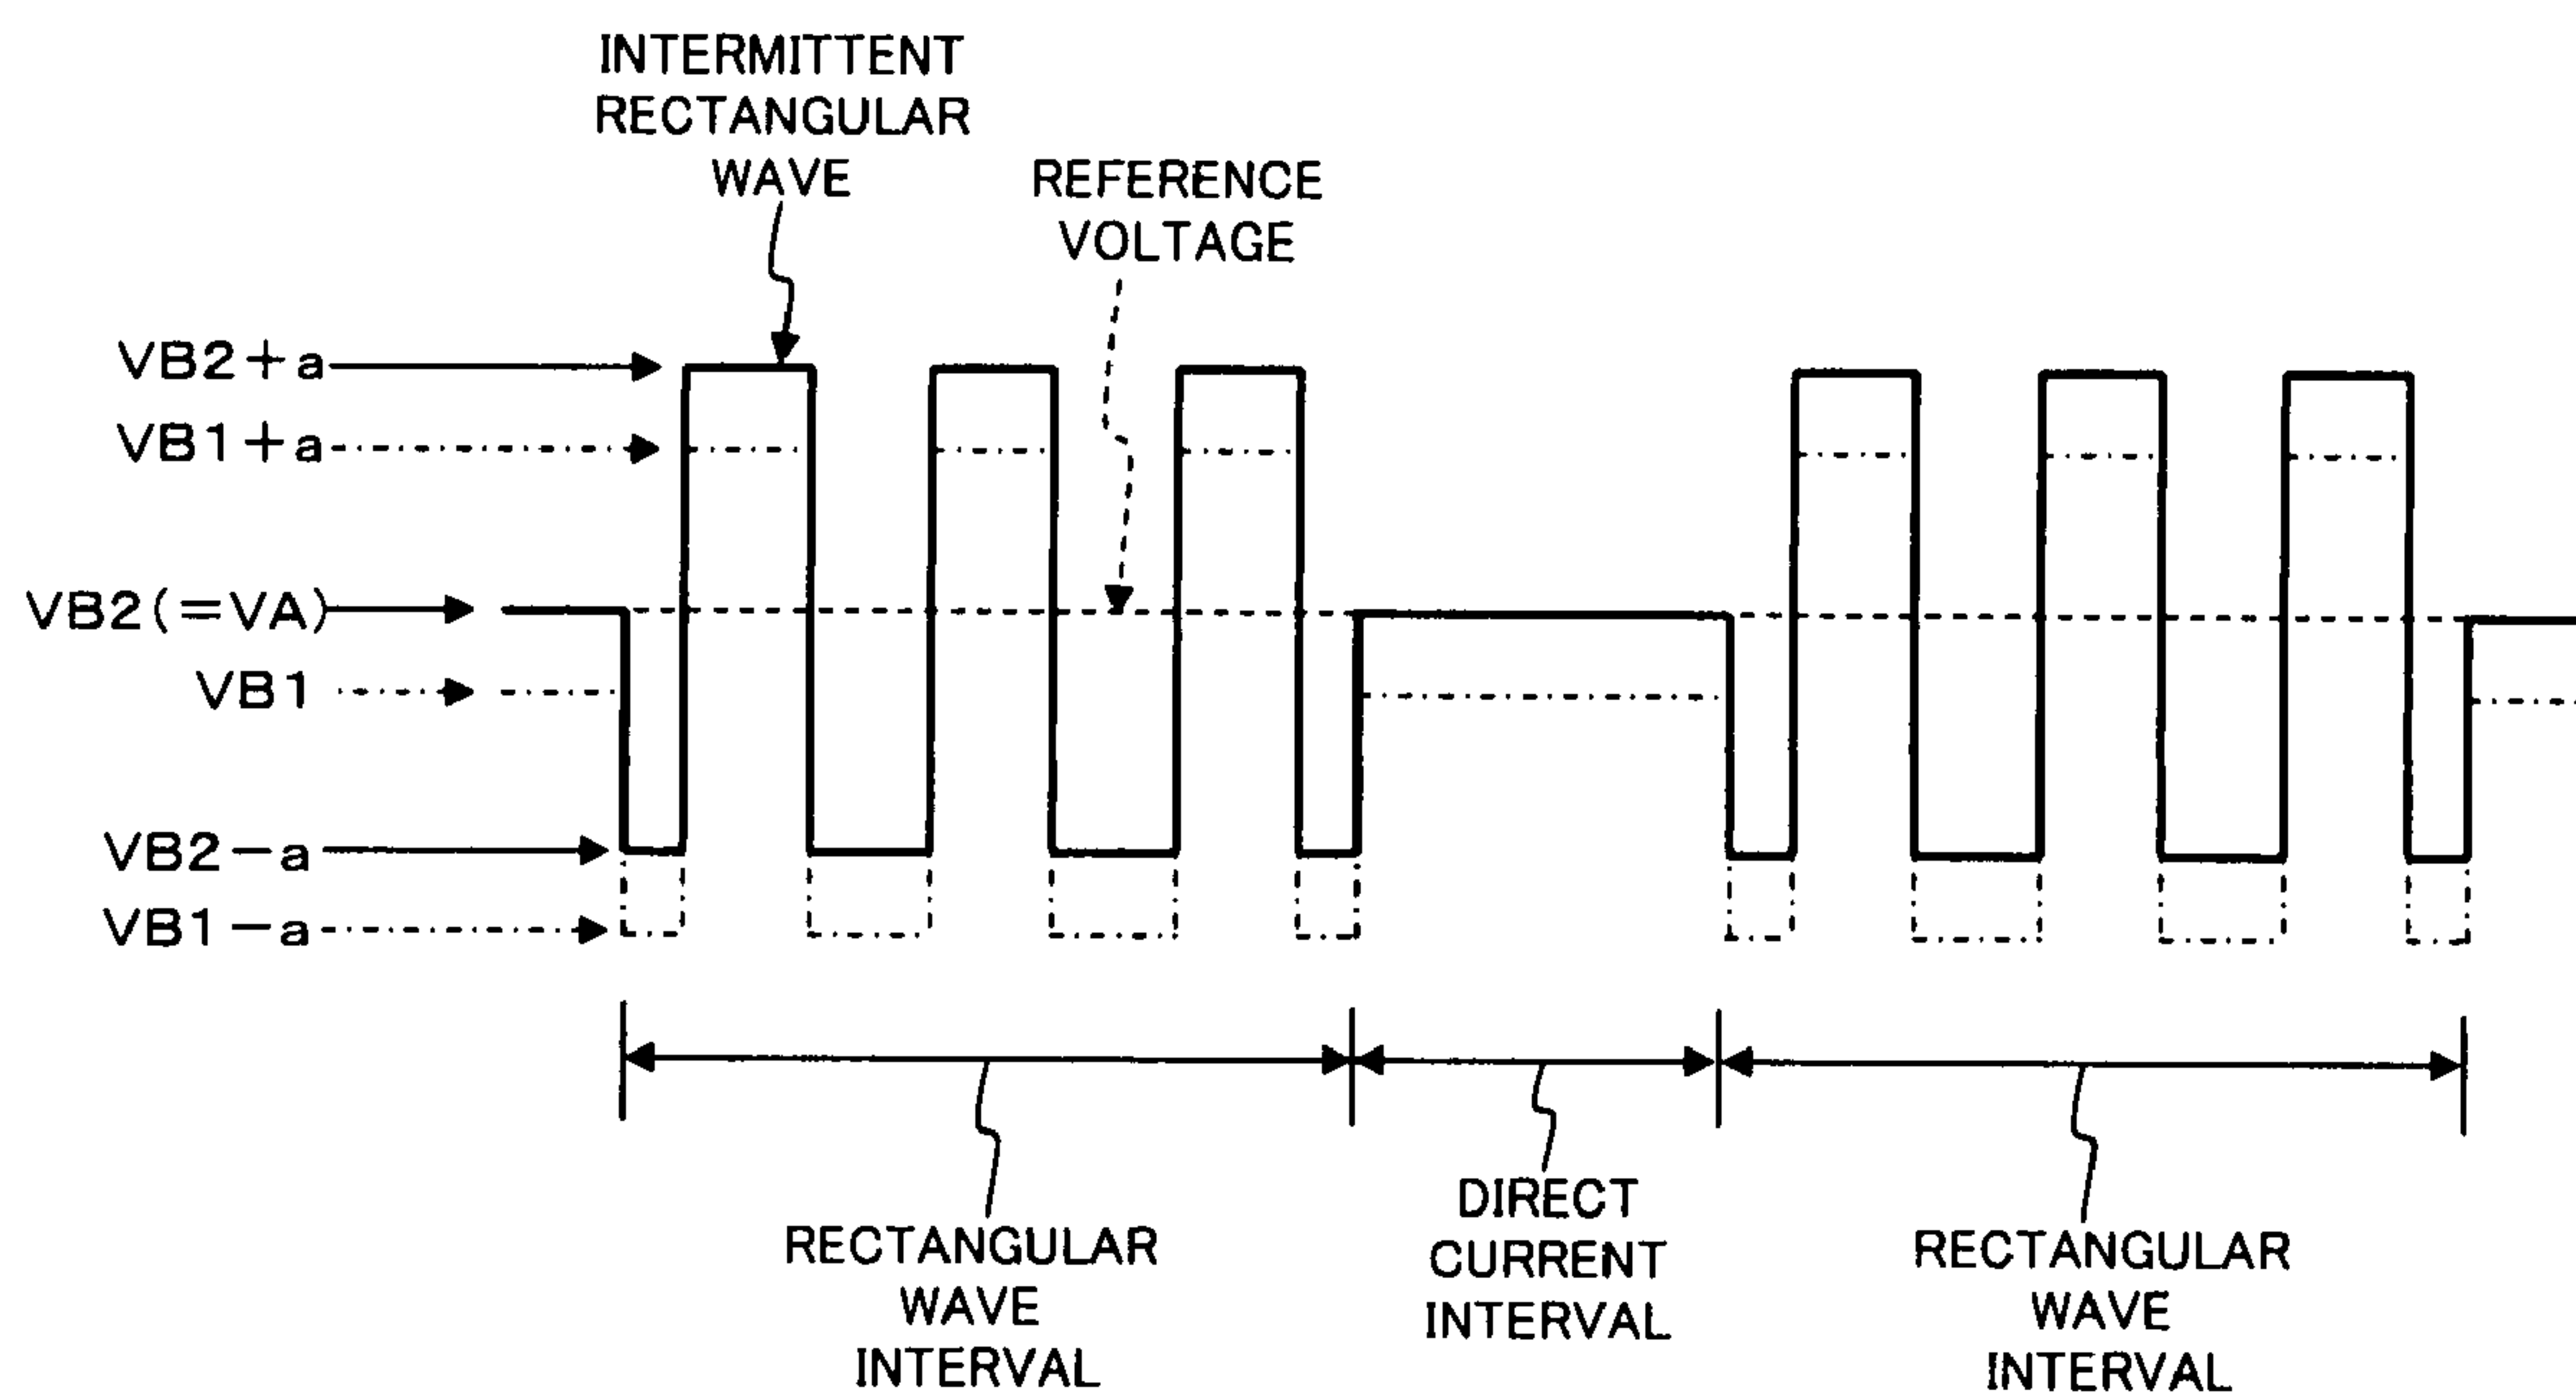 INTERMITTENT
RECTANGULAR
WAVE
REFERENCE
VOLTAGE
VB2+a
VB1+a
VB2(=VA)
VB1
VB2-a
VB1-a
RECTANGULAR
WAVE
INTERVAL
DIRECT
CURRENT
INTERVAL
RECTANGULAR
WAVE
INTERVAL